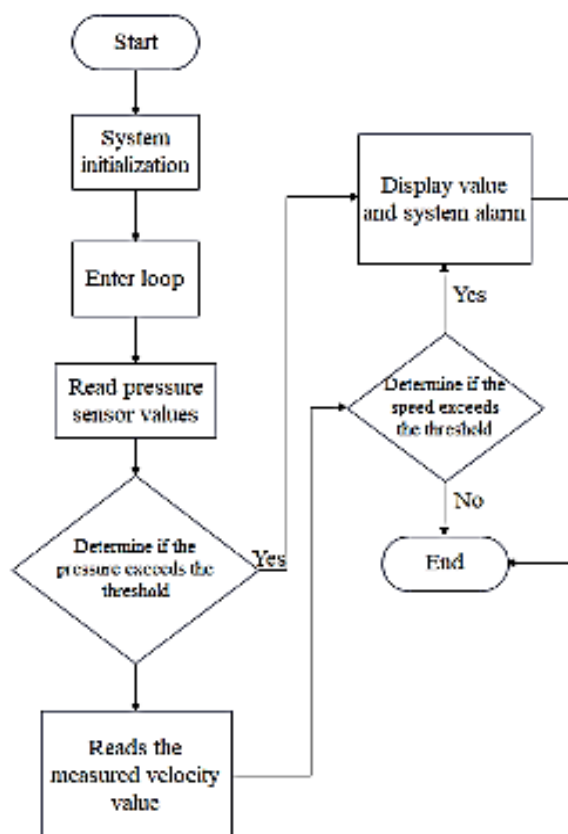 Start
System
initialization
Enter loop
Read pressure
sensor values
Determine if the
pressure exceeds the
threshold
Yes
Reads the
measured velocity
value
Display value
and system alarm
Yes
Determine if the
speed exceeds
the threshold
No
End